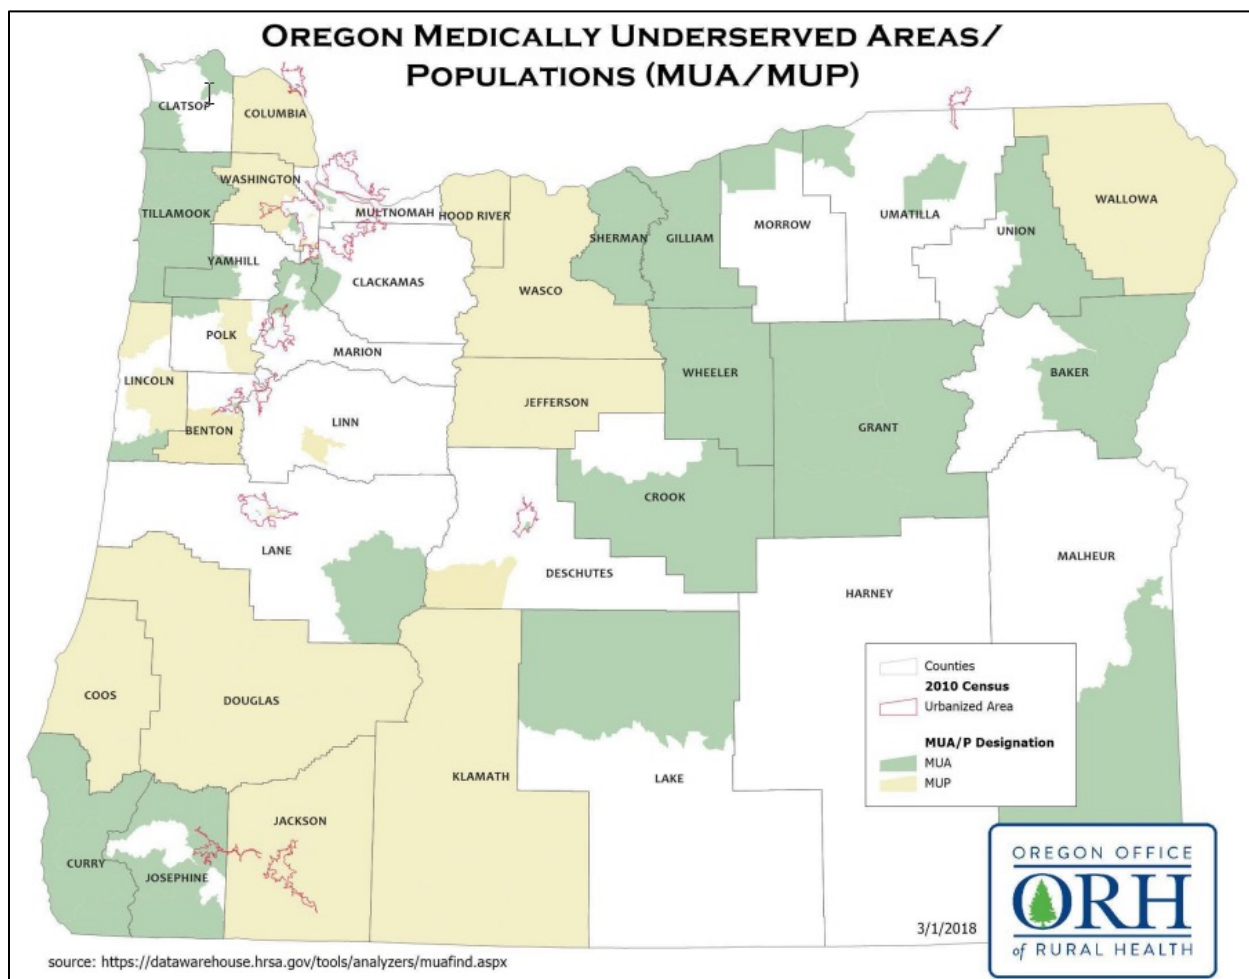 OREGON MEDICALLY UNDERSERVED AREAS/
POPULATIONS (MUA/MUP)
CLATSOP
COLUMBIA
WASHINGTON
TILLAMOOK
MULTNOMAH
HOOD RIVER
SHERMAN
GILLIAM
MORROW
UMATILLA
UNION
WALLOWA
YAMHILL
CLACKAMAS
WASCO
POLK
MARION
LINCOLN
WHEELER
BAKER
JEFFERSON
BENTON
LINN
GRANT
CROOK
LANE
DESCHUTES
MALHEUR
HARNEY
COOS
DOUGLAS
KLAMATH
LAKE
JACKSON
CURRY
JOSEPHINE
Counties
2010 Census
Urbanized Area
MUA/P Designation
MUA
MUP
3/1/2018
OREGON OFFICE
ORH
of RURAL HEALTH
source: https://datawarehouse.hrsa.gov/tools/analyzers/muafind.aspx